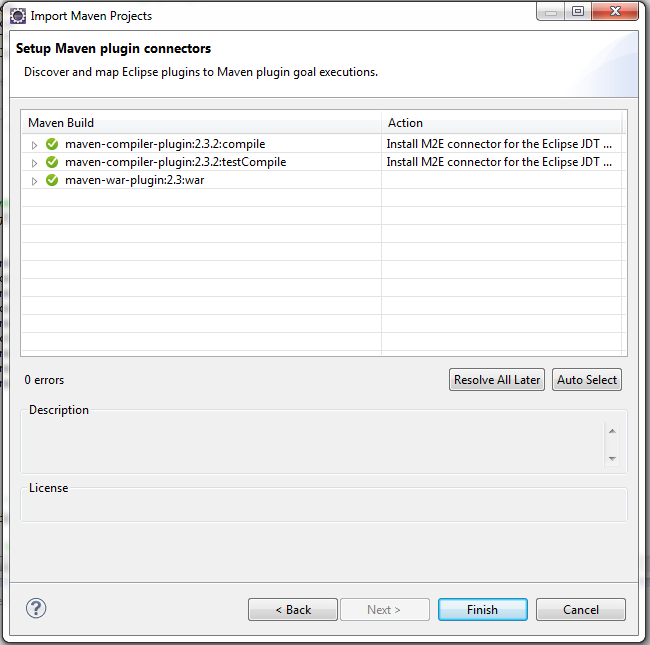 Import Maven Projects
Setup Maven plugin connectors
Discover and map Eclipse plugins to Maven plugin goal executions.
Maven Build Action
maven-compiler-plugin:2.3.2:compile Install M2E connector for the Eclipse JDT ...
maven-compiler-plugin:2.3.2:testCompile Install M2E connector for the Eclipse JDT ...
maven-war-plugin:2.3:war
0 errors Resolve All Later Auto Select
Description
License
? < Back Next > Finish Cancel